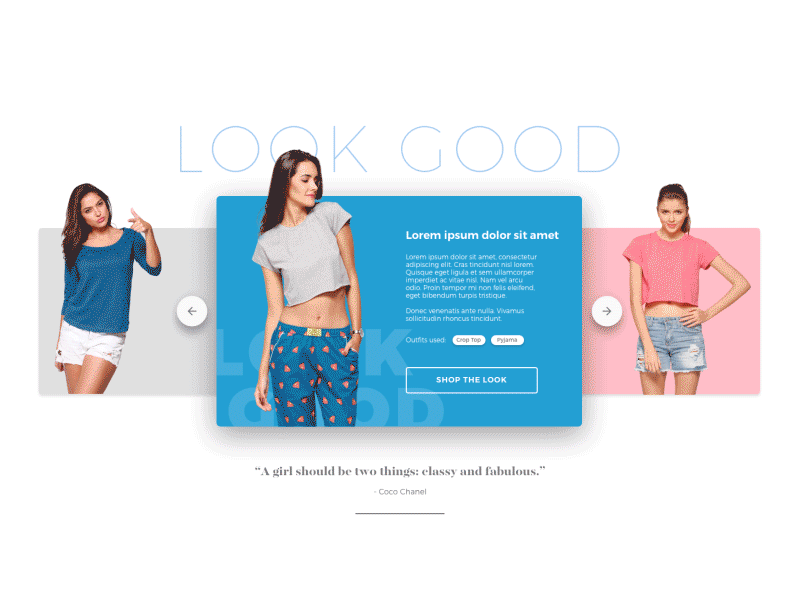 LOOK GOOD
Lorem ipsum dolor sit amet
Lorem ipsum dolor sit amet, consectetur
adipiscing elit. Cras tincidunt nisl lorem.
Quisque eget ligula et sem ullamcorper
imperdiet ac vitae erat. Nam vel arcu
odio. Proin tempor mi non felis eleifend,
eget bibendum turpis tristique.
Donec venenatis ante nulla. Vivamus
sollicitudin rhoncus tincidunt.
Outfits used: Crop Top Pyjama
SHOP THE LOOK
LOOK
GOOD
“A girl should be two things: classy and fabulous.”
- Coco Chanel